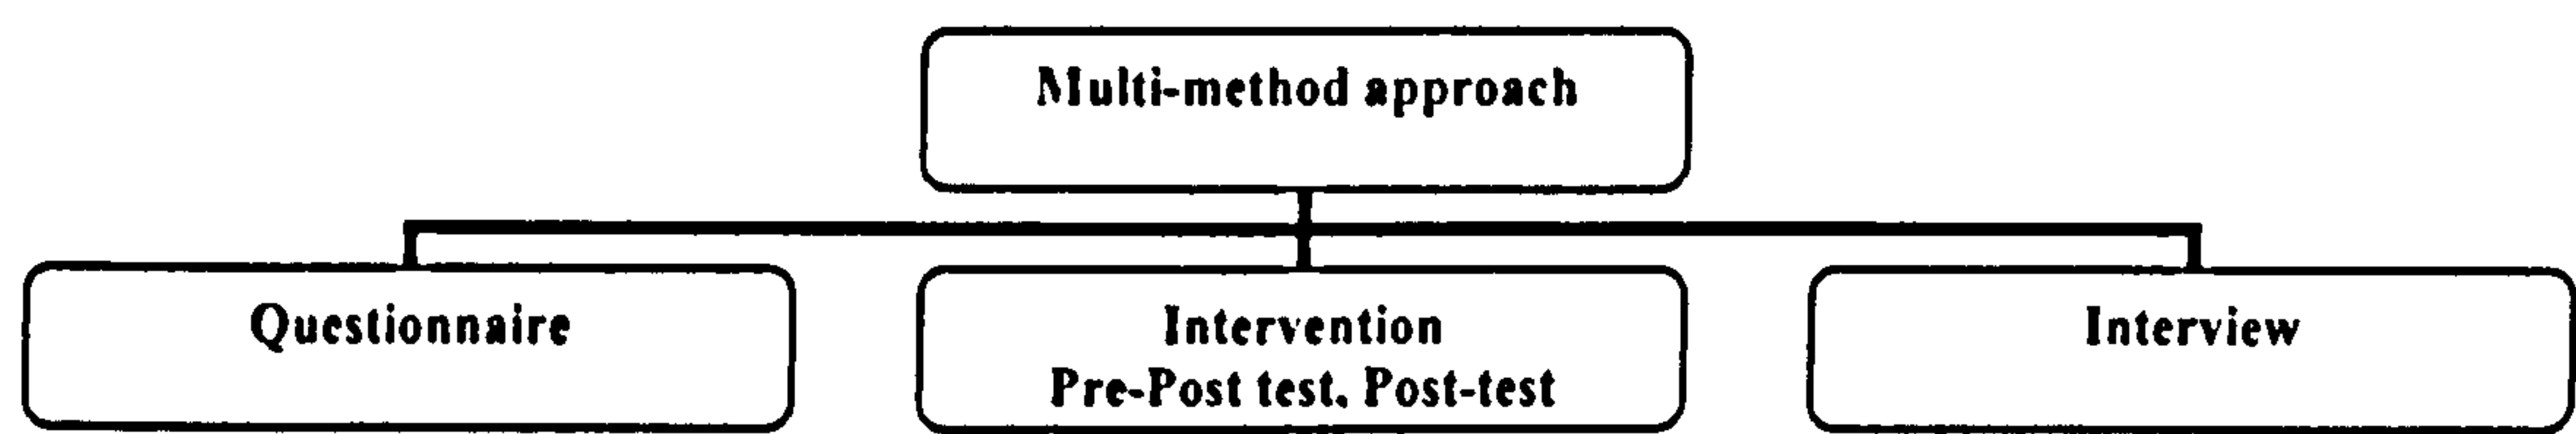 Multi-method approach
Questionnaire
Intervention
Pre-Post test, Post-test
Interview